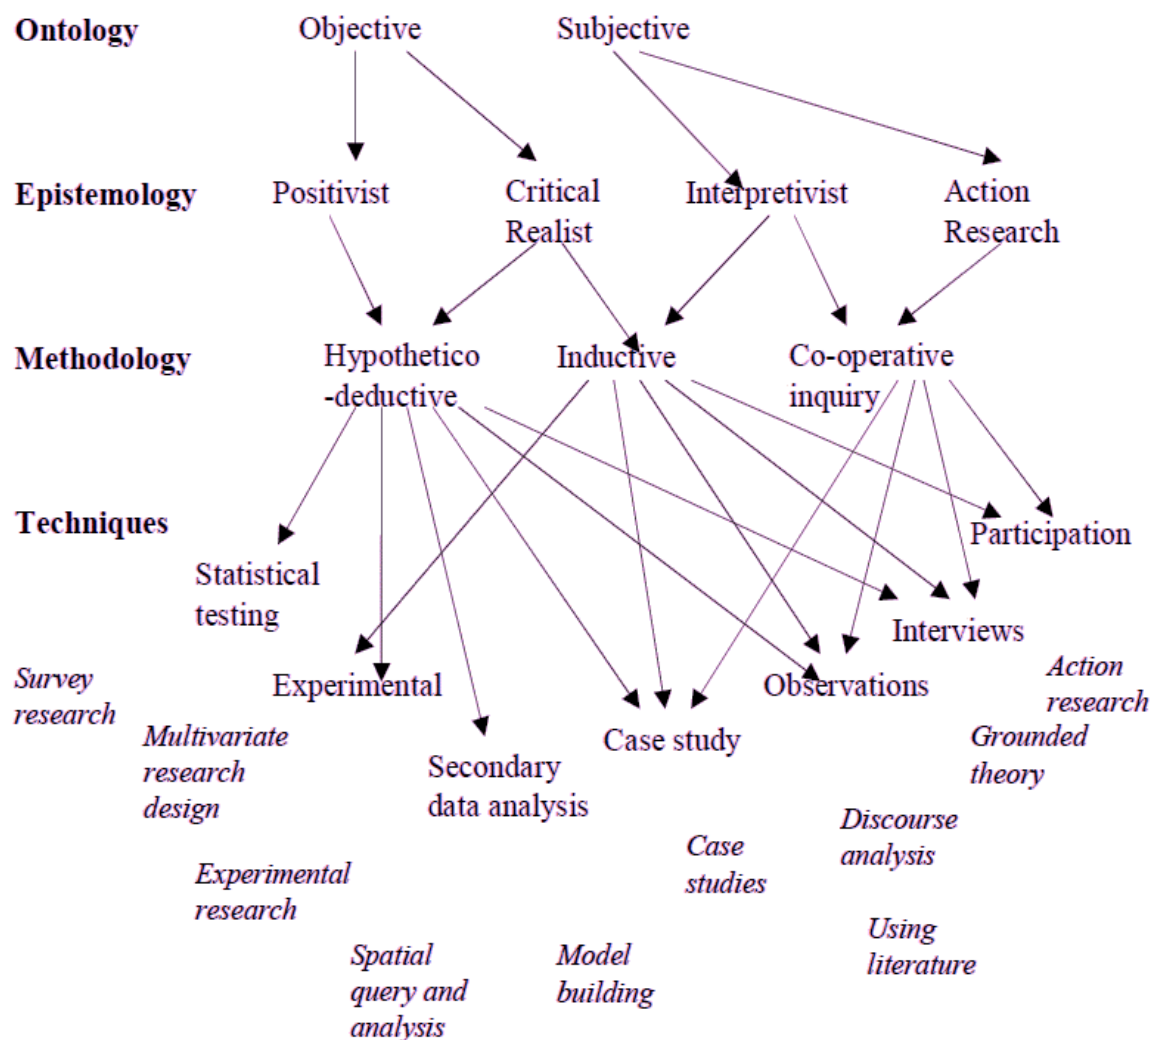 Ontology
Objective
Subjective
Epistemology
Positivist
Critical
Realist
Interpretivist
Action
Research
Methodology
Hypothetico
-deductive
Inductive
Co-operative
inquiry
Techniques
Participation
Statistical
testing
Interviews
Experimental
Observations
Case study
Secondary
data analysis
Survey
research
Multivariate
research
design
Experimental
research
Spatial
query and
analysis
Model
building
Case
studies
Discourse
analysis
Using
literature
Grounded
theory
Action
research